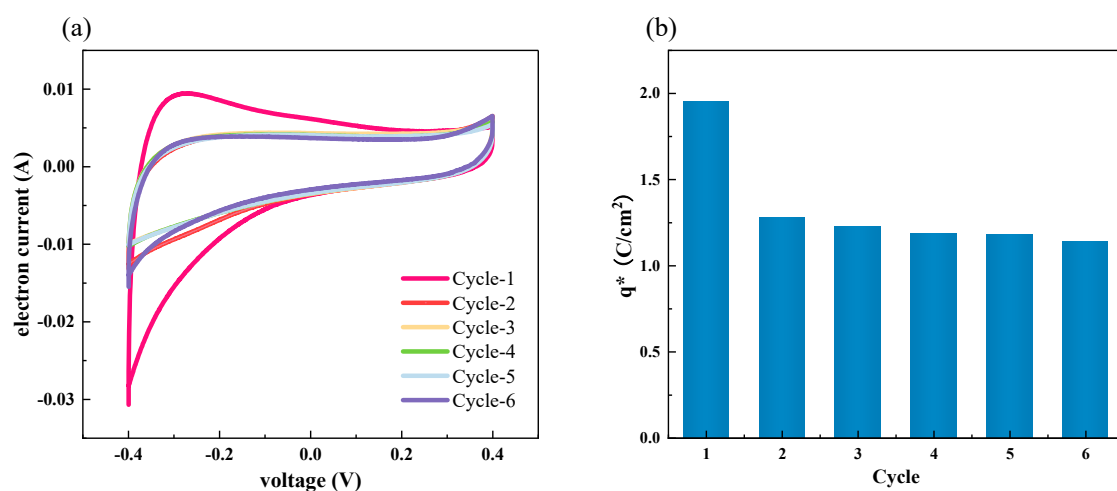 (a)
0.01
0.00
-0.01
-0.02
-0.03
electron current (A)
-0.4
-0.2
0.0
0.2
0.4
voltage (V)
Cycle-1
Cycle-2
Cycle-3
Cycle-4
Cycle-5
Cycle-6
(b)
2.0
1.5
1.0
0.5
0.0
q* (C/cm²)
1
2
3
4
5
6
Cycle